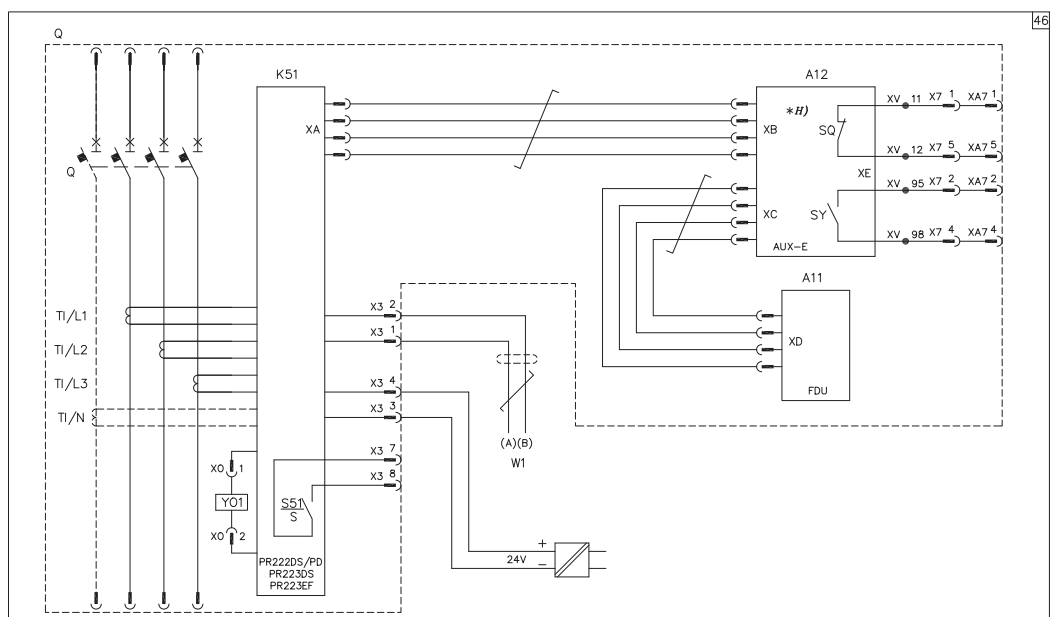 46
Q
K51
A12
XA
*H)
XB
SQ
XE
XC
SY
AUX-E
XV 11 X7 1 XA7 1
XV 12 X7 5 XA7 5
XV 95 X7 2 XA7 2
XV 98 X7 4 XA7 4
Q
A11
XD
FDU
TI/L1
TI/L2
TI/L3
TI/N
X3 2
X3 1
X3 4
X3 3
X3 7
X3 8
(A)(B)
W1
X0 1
Y01
X0 2
S51
S
PR222DS/PD
PR223DS
PR223EF
24V
+
−